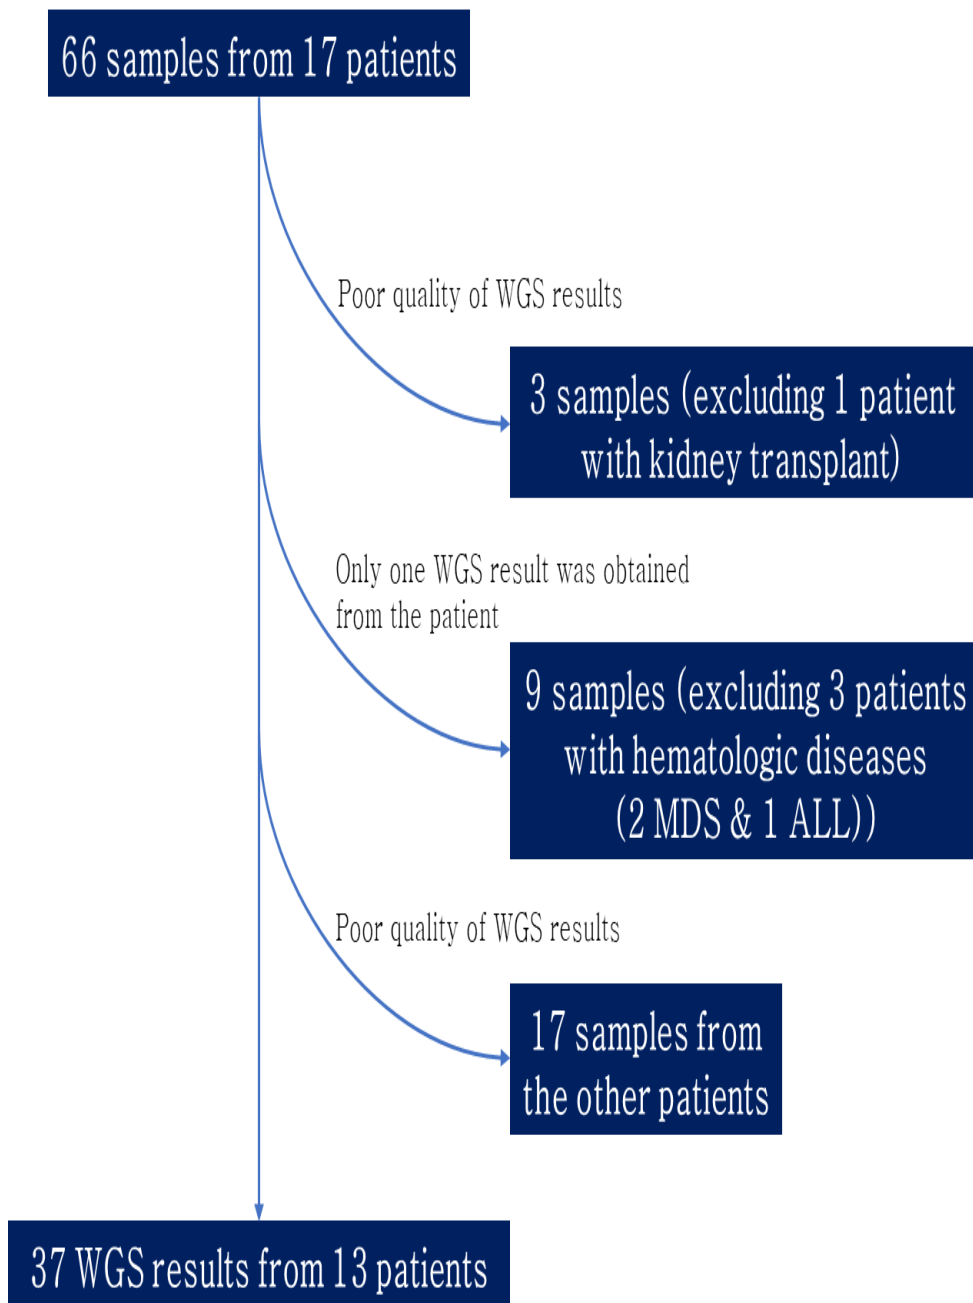 66 samples from 17 patients
Poor quality of WGS results
3 samples (excluding 1 patient
with kidney transplant)
Only one WGS result was obtained
from the patient
9 samples (excluding 3 patients
with hematologic diseases
(2 MDS & 1 ALL))
Poor quality of WGS results
17 samples from
the other patients
37 WGS results from 13 patients